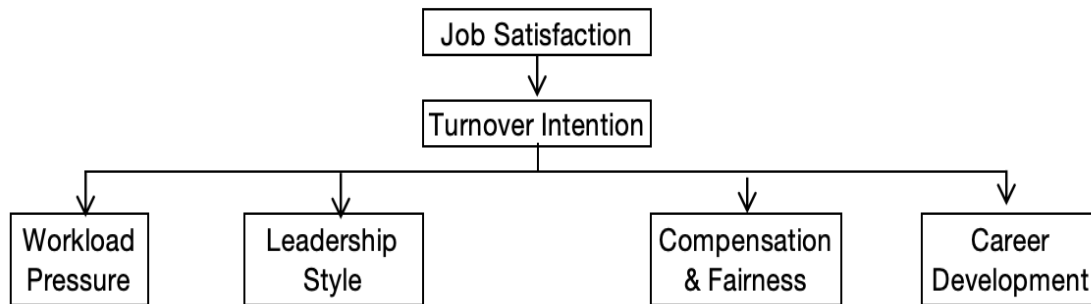 Job Satisfaction
Turnover Intention
Workload
Pressure
Leadership
Style
Compensation
& Fairness
Career
Development